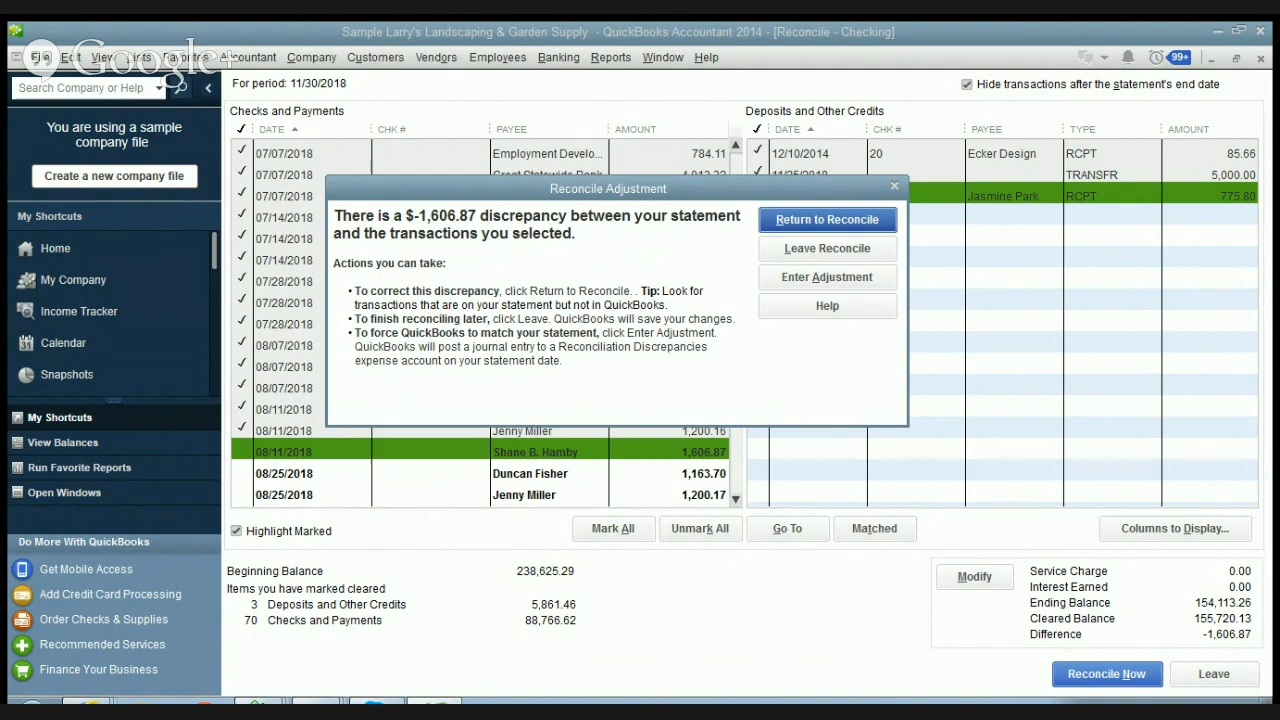 Sample Larry's Landscaping & Garden Supply - QuickBooks Accountant 2014 - [Reconcile - Checking]
Google+
File Edit View Lists Favorites Accountant Company Customers Vendors Employees Banking Reports Window Help
99+
Search Company or Help
For period: 11/30/2018
Hide transactions after the statement's end date
You are using a sample
company file
Create a new company file
My Shortcuts
Home
My Company
Income Tracker
Calendar
Snapshots
My Shortcuts
View Balances
Run Favorite Reports
Open Windows
Do More With QuickBooks
Get Mobile Access
Add Credit Card Processing
Order Checks & Supplies
Recommended Services
Finance Your Business
Checks and Payments
DATE CHK # PAYEE AMOUNT
07/07/2018 Employment Develo... 784.11
07/07/2018 Great Statewide Bank
07/07/2018
07/14/2018
07/14/2018
07/14/2018
07/28/2018
07/28/2018
07/28/2018
08/07/2018
08/07/2018
08/07/2018
08/11/2018
08/11/2018 Jenny Miller 1,200.16
08/11/2018 Shane B. Hamby 1,606.87
08/25/2018 Duncan Fisher 1,163.70
08/25/2018 Jenny Miller 1,200.17
Deposits and Other Credits
DATE CHK # PAYEE TYPE AMOUNT
12/10/2014 20 Ecker Design RCPT 85.66
11/25/2018 TRANSFR 5,000.00
Jasmine Park RCPT 775.80
Reconcile Adjustment
There is a $-1,606.87 discrepancy between your statement
and the transactions you selected.
Actions you can take:
• To correct this discrepancy, click Return to Reconcile. . Tip: Look for
transactions that are on your statement but not in QuickBooks.
• To finish reconciling later, click Leave. QuickBooks will save your changes.
• To force QuickBooks to match your statement, click Enter Adjustment.
QuickBooks will post a journal entry to a Reconciliation Discrepancies
expense account on your statement date.
Return to Reconcile
Leave Reconcile
Enter Adjustment
Help
Highlight Marked
Mark All
Unmark All
Go To
Matched
Columns to Display...
Beginning Balance 238,625.29
Items you have marked cleared
3 Deposits and Other Credits 5,861.46
70 Checks and Payments 88,766.62
Modify
Service Charge 0.00
Interest Earned 0.00
Ending Balance 154,113.26
Cleared Balance 155,720.13
Difference -1,606.87
Reconcile Now
Leave